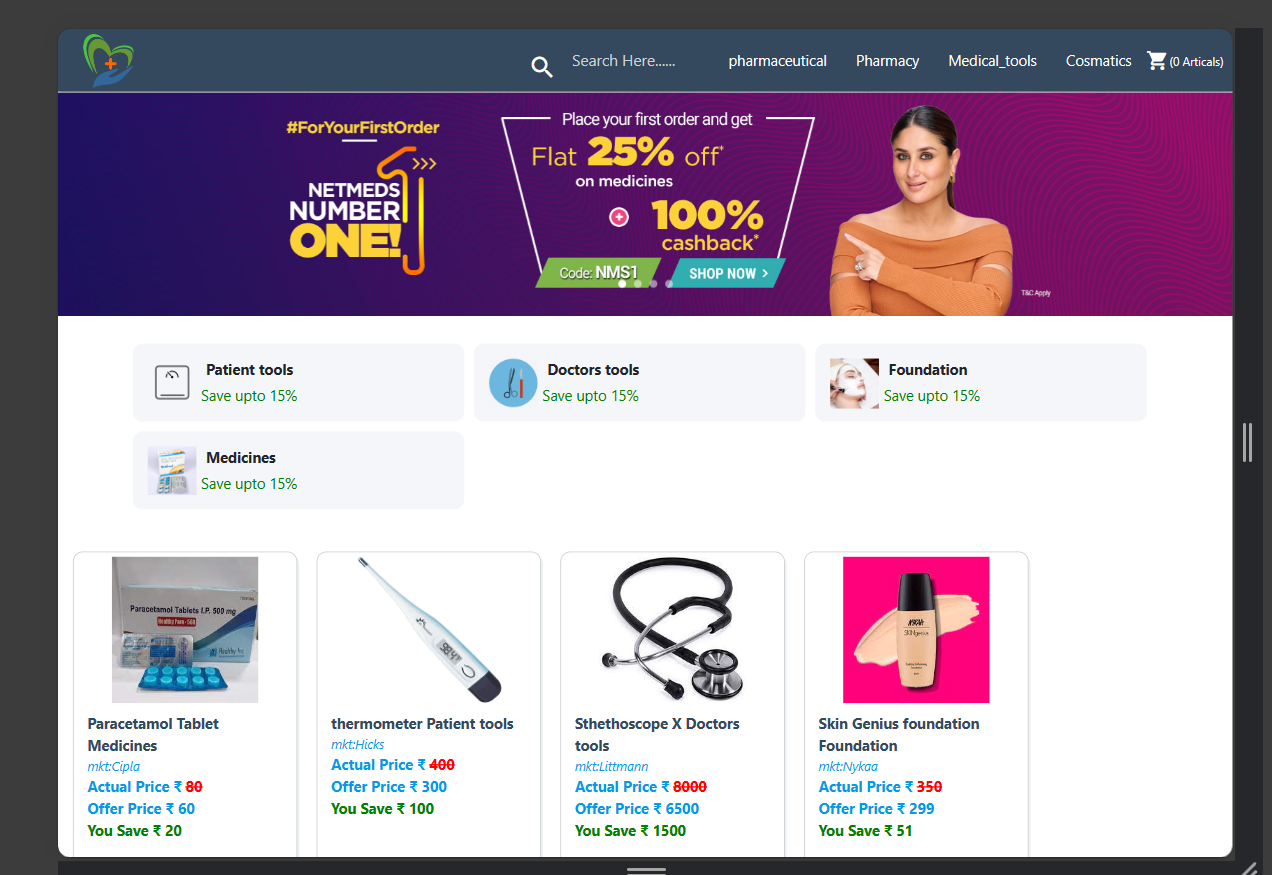 Search Here......
pharmaceutical
Pharmacy
Medical_tools
Cosmatics
(0 Articals)
#ForYourFirstOrder
NETMEDS
NUMBER
ONE!
Place your first order and get
Flat 25% off*
on medicines
100%
cashback*
Code: NMS1
SHOP NOW >
T&C Apply
Patient tools
Save upto 15%
Doctors tools
Save upto 15%
Foundation
Save upto 15%
Medicines
Save upto 15%
Paracetamol Tablets I.P. 500 mg
Paracetamol Tablet
Medicines
mkt:Cipla
Actual Price ₹ 80
Offer Price ₹ 60
You Save ₹ 20
thermometer Patient tools
mkt:Hicks
Actual Price ₹ 400
Offer Price ₹ 300
You Save ₹ 100
Sthethoscope X Doctors
tools
mkt:Littmann
Actual Price ₹ 8000
Offer Price ₹ 6500
You Save ₹ 1500
NYKAA
SKINgenius
Skin Genius foundation
Foundation
mkt:Nykaa
Actual Price ₹ 350
Offer Price ₹ 299
You Save ₹ 51